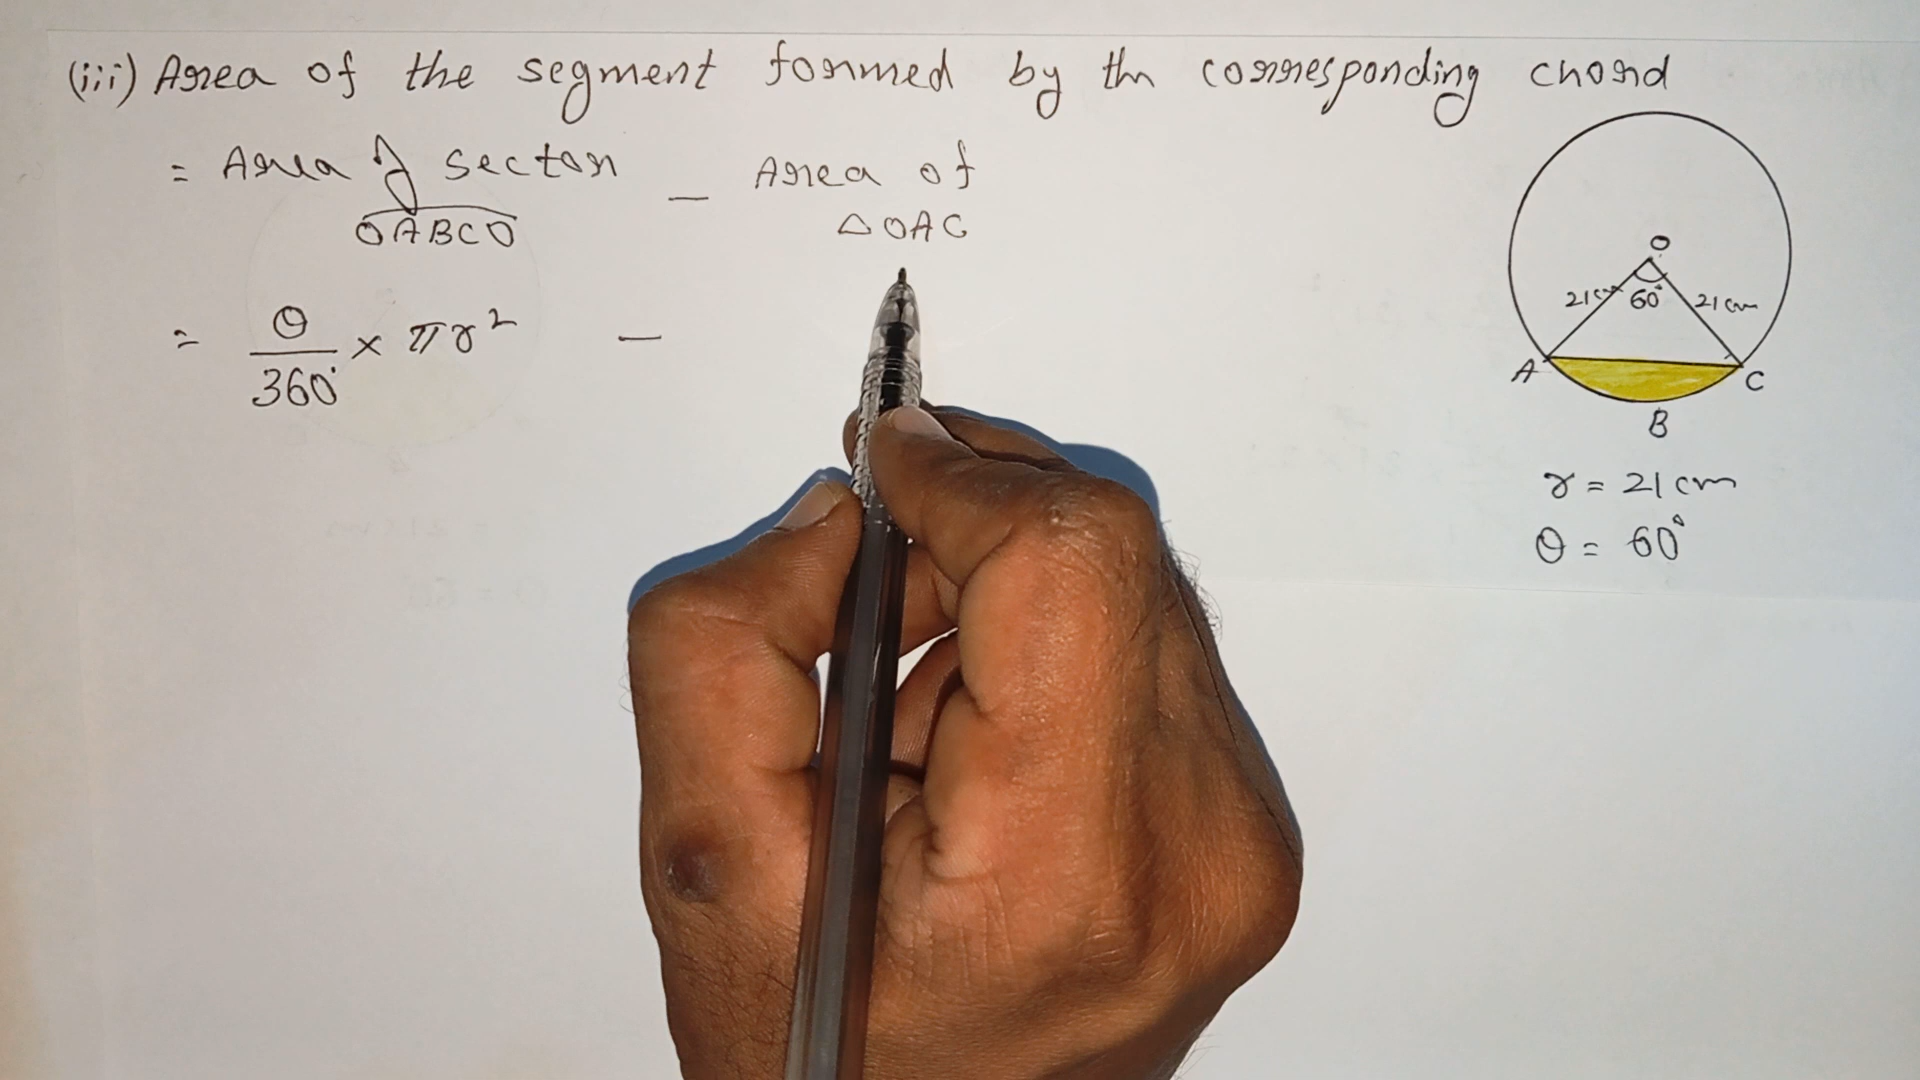 (iii) Area of the segment formed by th corresponding chord
= Area of sector OABCO − Area of △OAC
= θ/360° × πr² −
O
21cm 60° 21cm
A C
B
r = 21 cm
θ = 60°